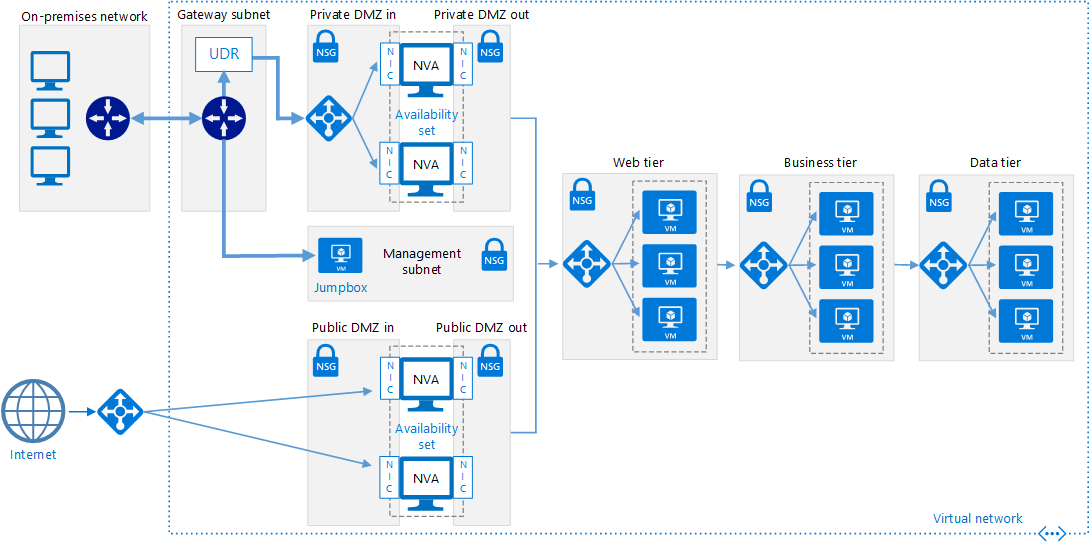 On-premises network
Gateway subnet
Private DMZ in
Private DMZ out
UDR
NSG
NIC
NVA
NIC
NSG
Availability
set
NIC
NVA
NIC
Web tier
Business tier
Data tier
NSG
VM
VM
VM
NSG
VM
VM
VM
NSG
VM
VM
VM
VM
Jumpbox
Management
subnet
NSG
Public DMZ in
Public DMZ out
NSG
NIC
NVA
NIC
NSG
Availability
set
NIC
NVA
NIC
Internet
Virtual network